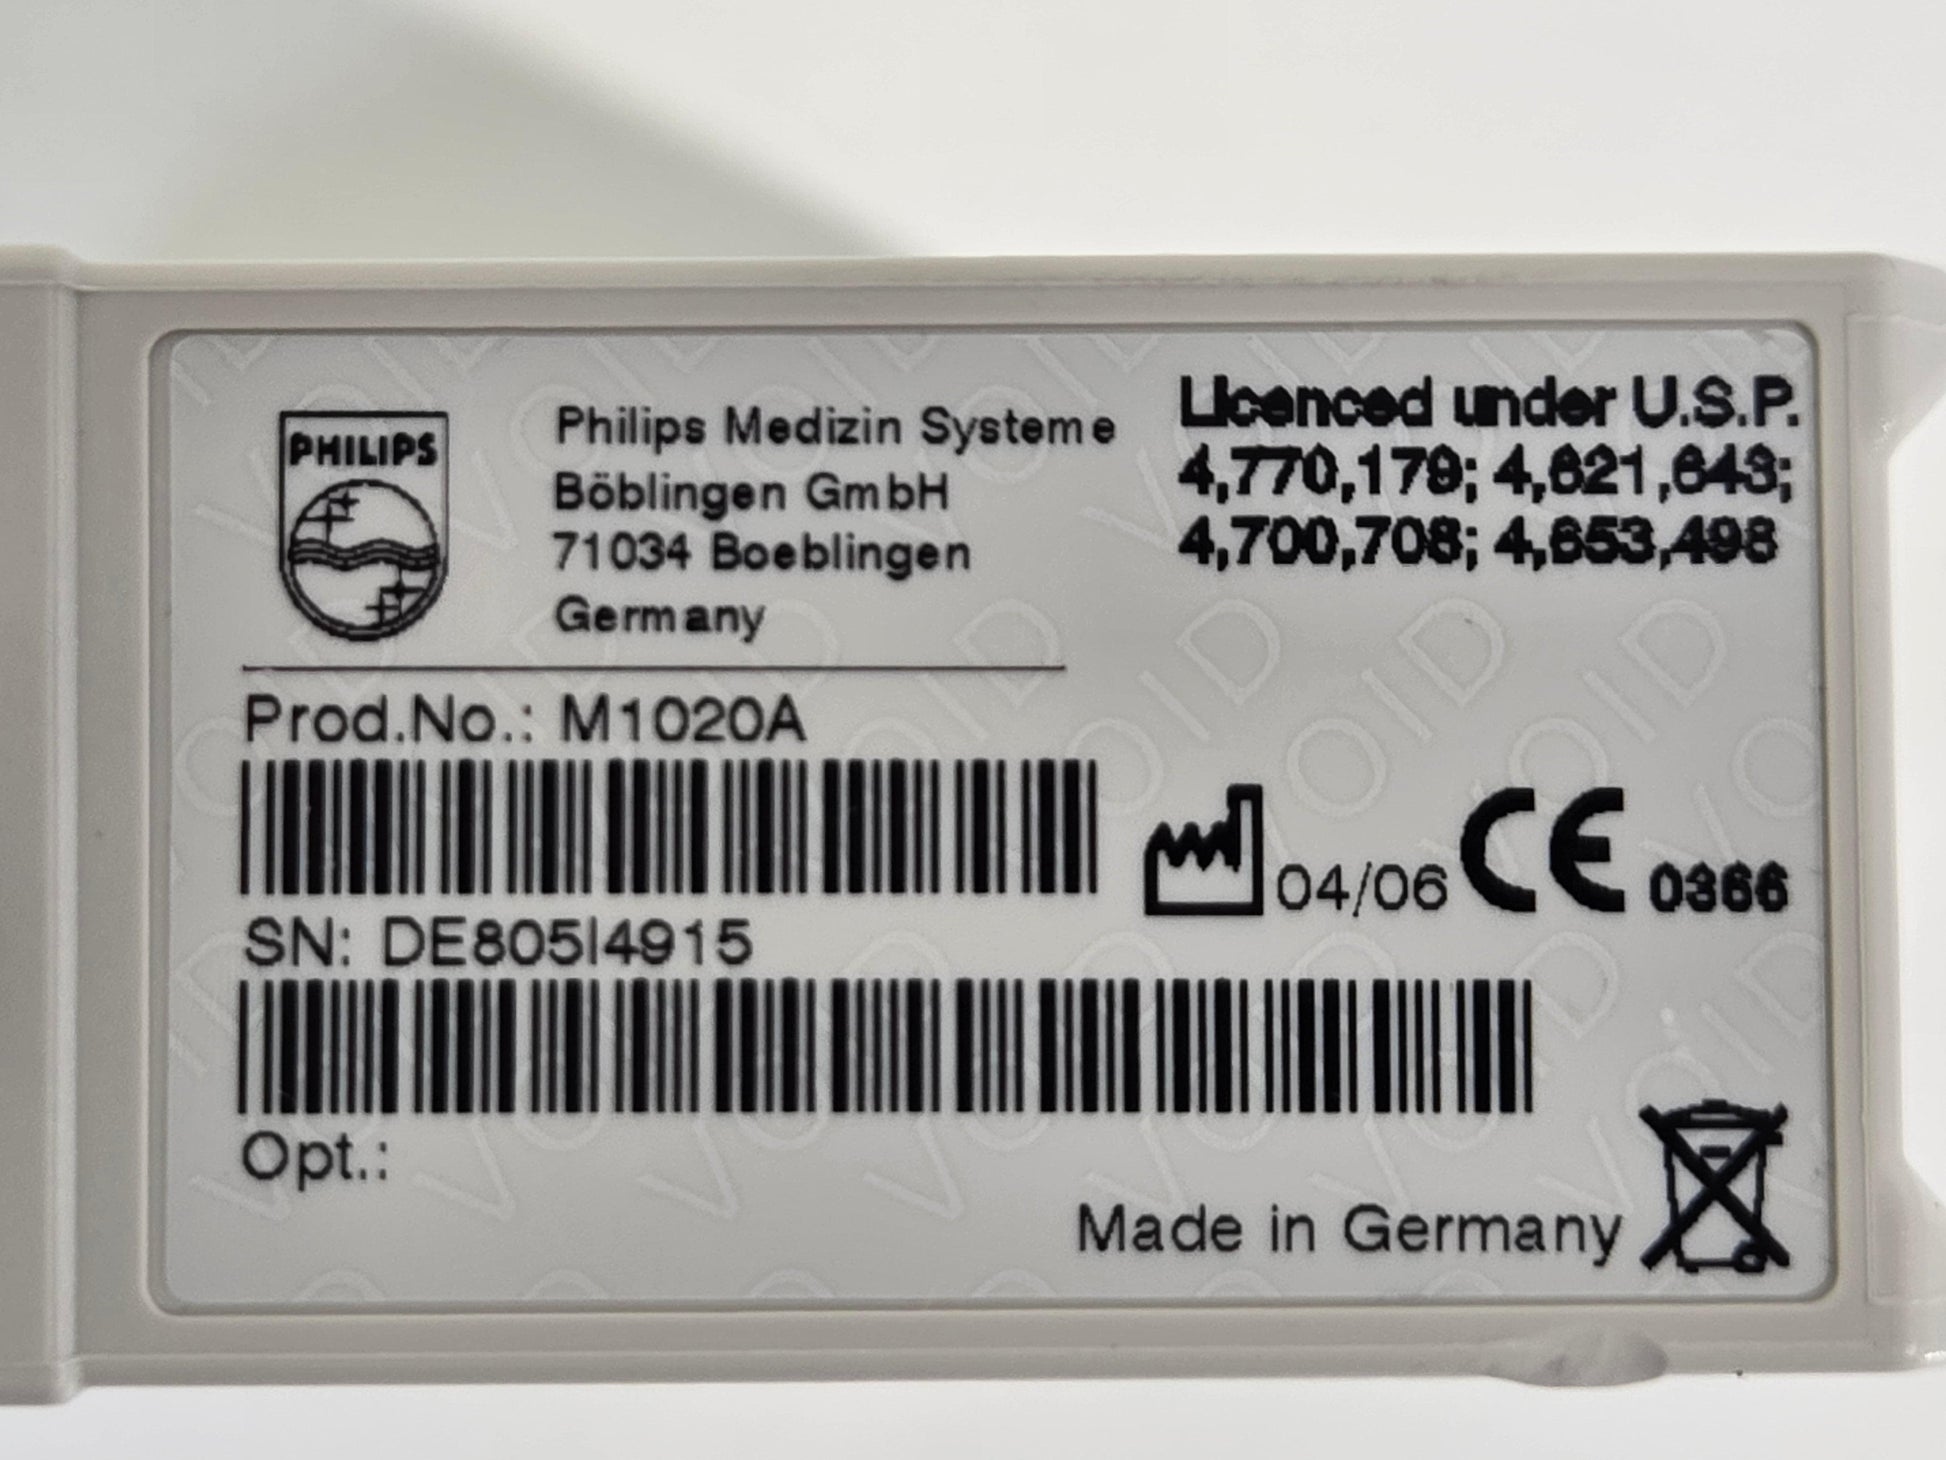 PHILIPS
Philips Medizin Systeme
Böblingen GmbH
71034 Boeblingen
Germany
Licenced under U.S.P.
4,770,179; 4,621,643;
4,700,708; 4,653,498
Prod.No.: M1020A
04/06 CE 0366
SN: DE805I4915
Opt.:
Made in Germany
VOID